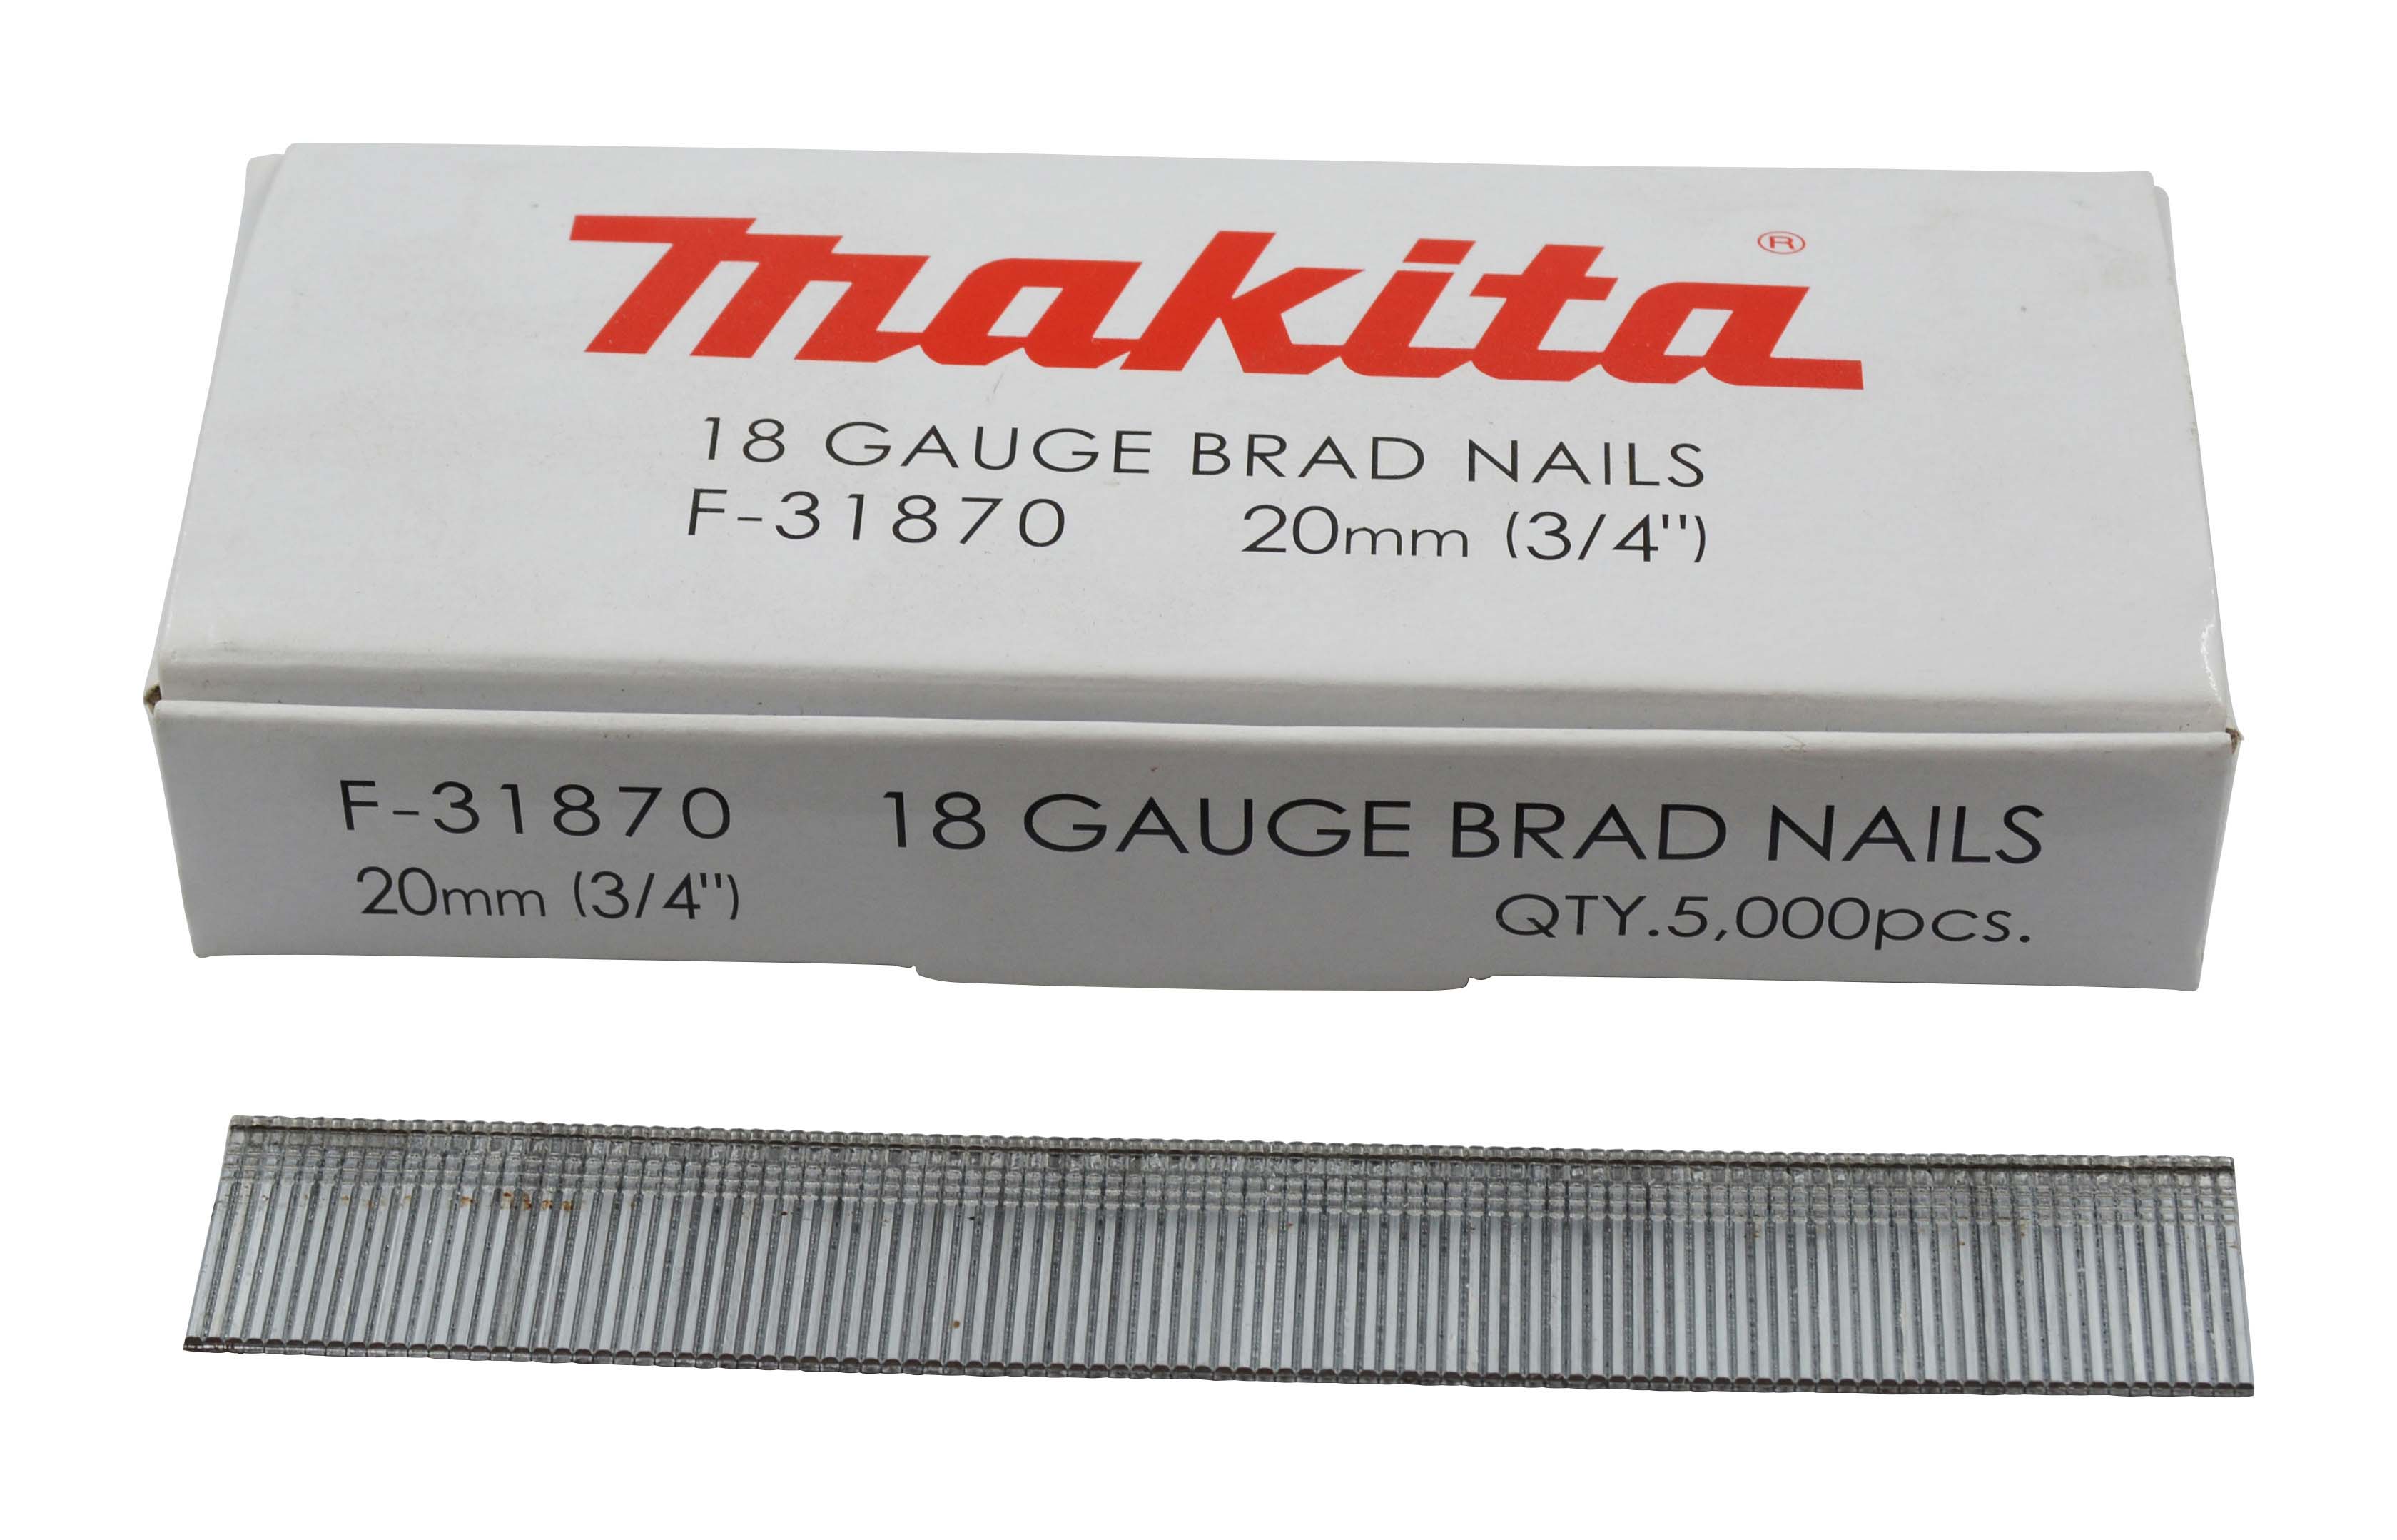 makita®
18 GAUGE BRAD NAILS
F-31870 20mm (3/4")
F-31870 18 GAUGE BRAD NAILS
20mm (3/4") QTY.5,000pcs.